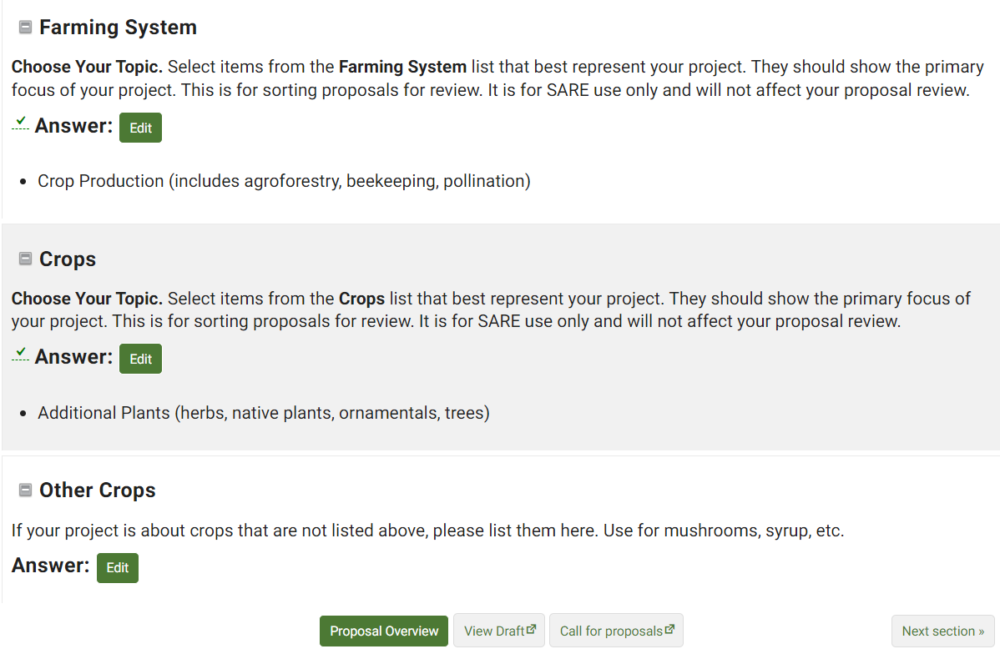 Farming System
Choose Your Topic. Select items from the Farming System list that best represent your project. They should show the primary
focus of your project. This is for sorting proposals for review. It is for SARE use only and will not affect your proposal review.
Answer: Edit
• Crop Production (includes agroforestry, beekeeping, pollination)
Crops
Choose Your Topic. Select items from the Crops list that best represent your project. They should show the primary focus of
your project. This is for sorting proposals for review. It is for SARE use only and will not affect your proposal review.
Answer: Edit
• Additional Plants (herbs, native plants, ornamentals, trees)
Other Crops
If your project is about crops that are not listed above, please list them here. Use for mushrooms, syrup, etc.
Answer: Edit
Proposal Overview View Draft Call for proposals Next section »